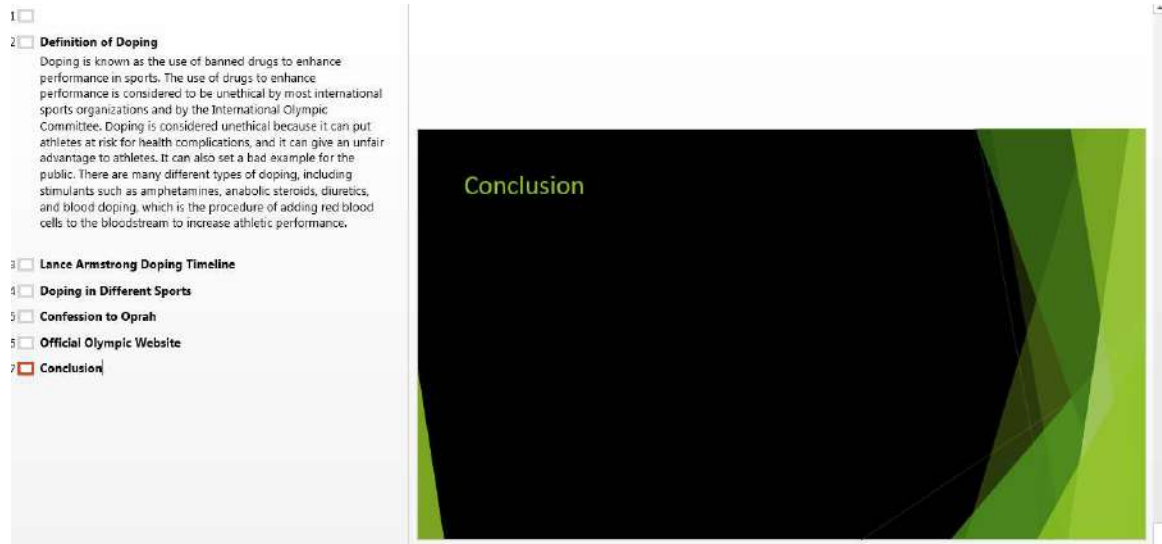 1
2 Definition of Doping
Doping is known as the use of banned drugs to enhance
performance in sports. The use of drugs to enhance
performance is considered to be unethical by most international
sports organizations and by the International Olympic
Committee. Doping is considered unethical because it can put
athletes at risk for health complications, and it can give an unfair
advantage to athletes. It can also set a bad example for the
public. There are many different types of doping, including
stimulants such as amphetamines, anabolic steroids, diuretics,
and blood doping, which is the procedure of adding red blood
cells to the bloodstream to increase athletic performance.
3 Lance Armstrong Doping Timeline
4 Doping in Different Sports
5 Confession to Oprah
6 Official Olympic Website
7 Conclusion
Conclusion